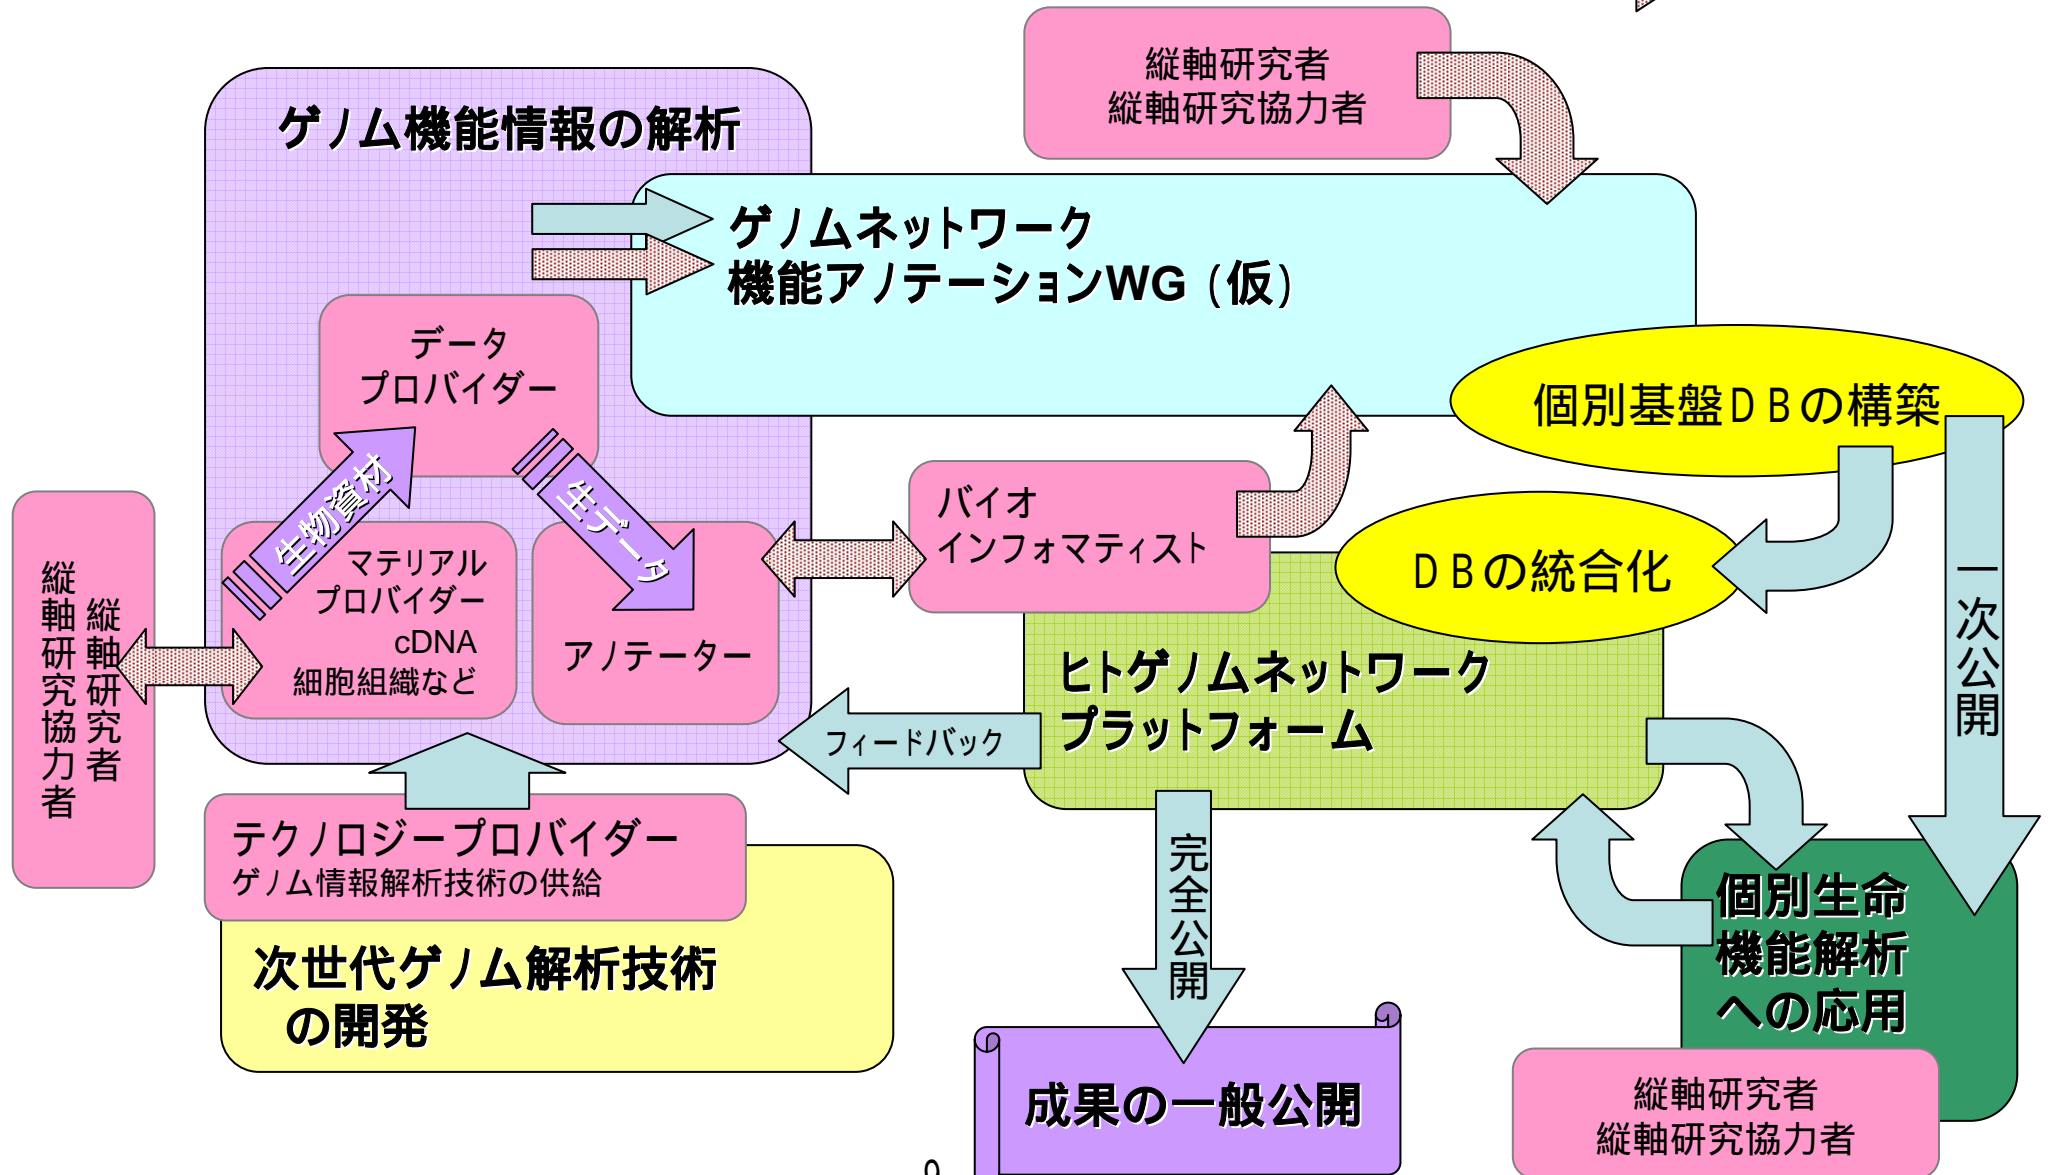 縦軸研究者
縦軸研究協力者
ゲノム機能情報の解析
ゲノムネットワーク
機能アノテーションWG（仮）
データ
プロバイダー
個別基盤ＤＢの構築
生物資材
生データ
バイオ
インフォマティスト
ＤＢの統合化
マテリアル
プロバイダー
cDNA
細胞組織など
アノテーター
縦軸研究者
縦軸研究協力者
一次公開
ヒトゲノムネットワーク
プラットフォーム
フィードバック
テクノロジープロバイダー
ゲノム情報解析技術の供給
完全公開
次世代ゲノム解析技術
の開発
個別生命
機能解析
への応用
成果の一般公開
縦軸研究者
縦軸研究協力者